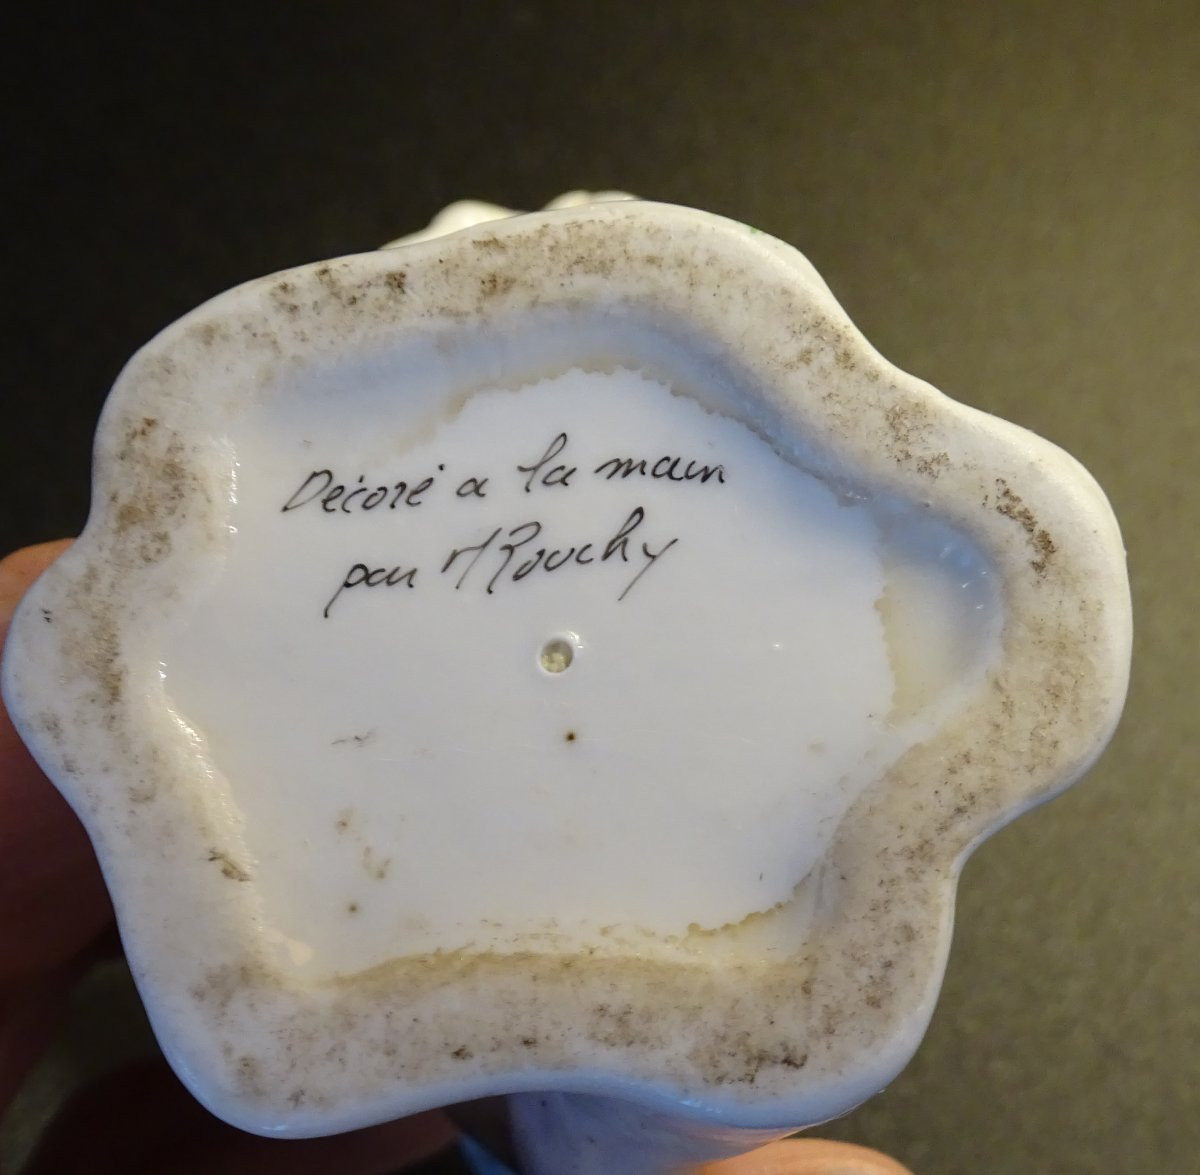 Décoré a la main
par M Rouchy